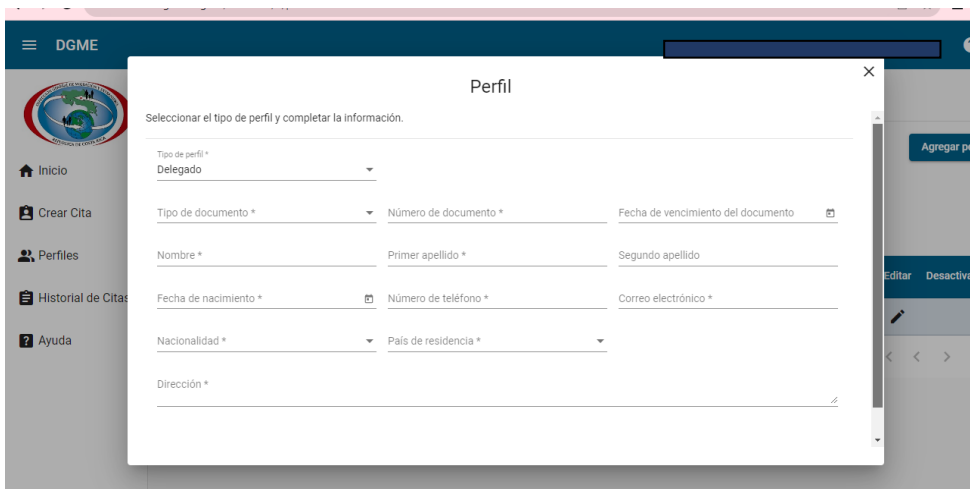 DGME
Perfil
Seleccionar el tipo de perfil y completar la información.
Tipo de perfil *
Delegado
Tipo de documento *
Número de documento *
Fecha de vencimiento del documento
Nombre *
Primer apellido *
Segundo apellido
Fecha de nacimiento *
Número de teléfono *
Correo electrónico *
Nacionalidad *
País de residencia *
Dirección *
Inicio
Crear Cita
Perfiles
Historial de Citas
Ayuda
Agregar pe
Editar Desactiva